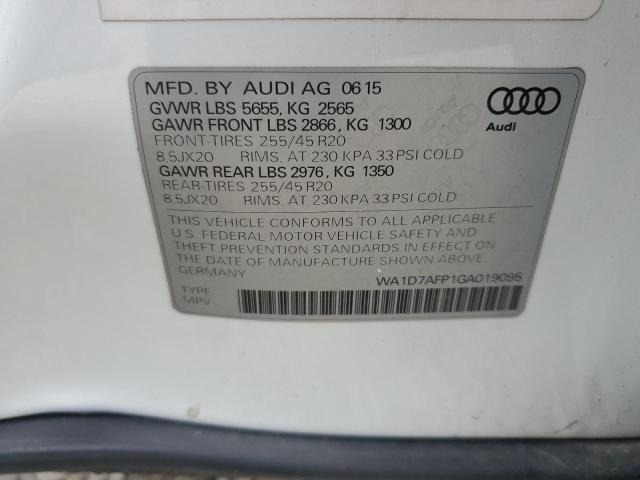 MFD. BY AUDI AG 06 15
GVWR LBS 5655, KG 2565
GAWR FRONT LBS 2866, KG 1300
FRONT-TIRES 255/45 R20
8.5JX20 RIMS, AT 230 KPA 33 PSI COLD
GAWR REAR LBS 2976, KG 1350
REAR-TIRES 255/45 R20
8.5JX20 RIMS, AT 230 KPA 33 PSI COLD
Audi
THIS VEHICLE CONFORMS TO ALL APPLICABLE
U.S. FEDERAL MOTOR VEHICLE SAFETY AND
THEFT PREVENTION STANDARDS IN EFFECT ON
THE DATE OF MANUFACTURE SHOWN ABOVE.
GERMANY
WA1D7AFP1GA019095
TYPE
MPV